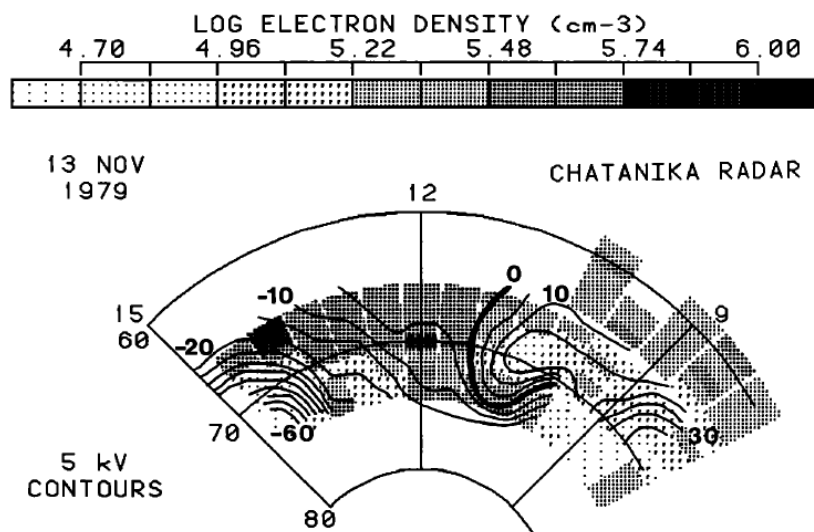 LOG ELECTRON DENSITY (cm-3)
4.70 4.96 5.22 5.48 5.74 6.00
13 NOV
1979
CHATANIKA RADAR
12
0
-10
10
15
9
60
-20
70
-60
30
5 kV
CONTOURS
80